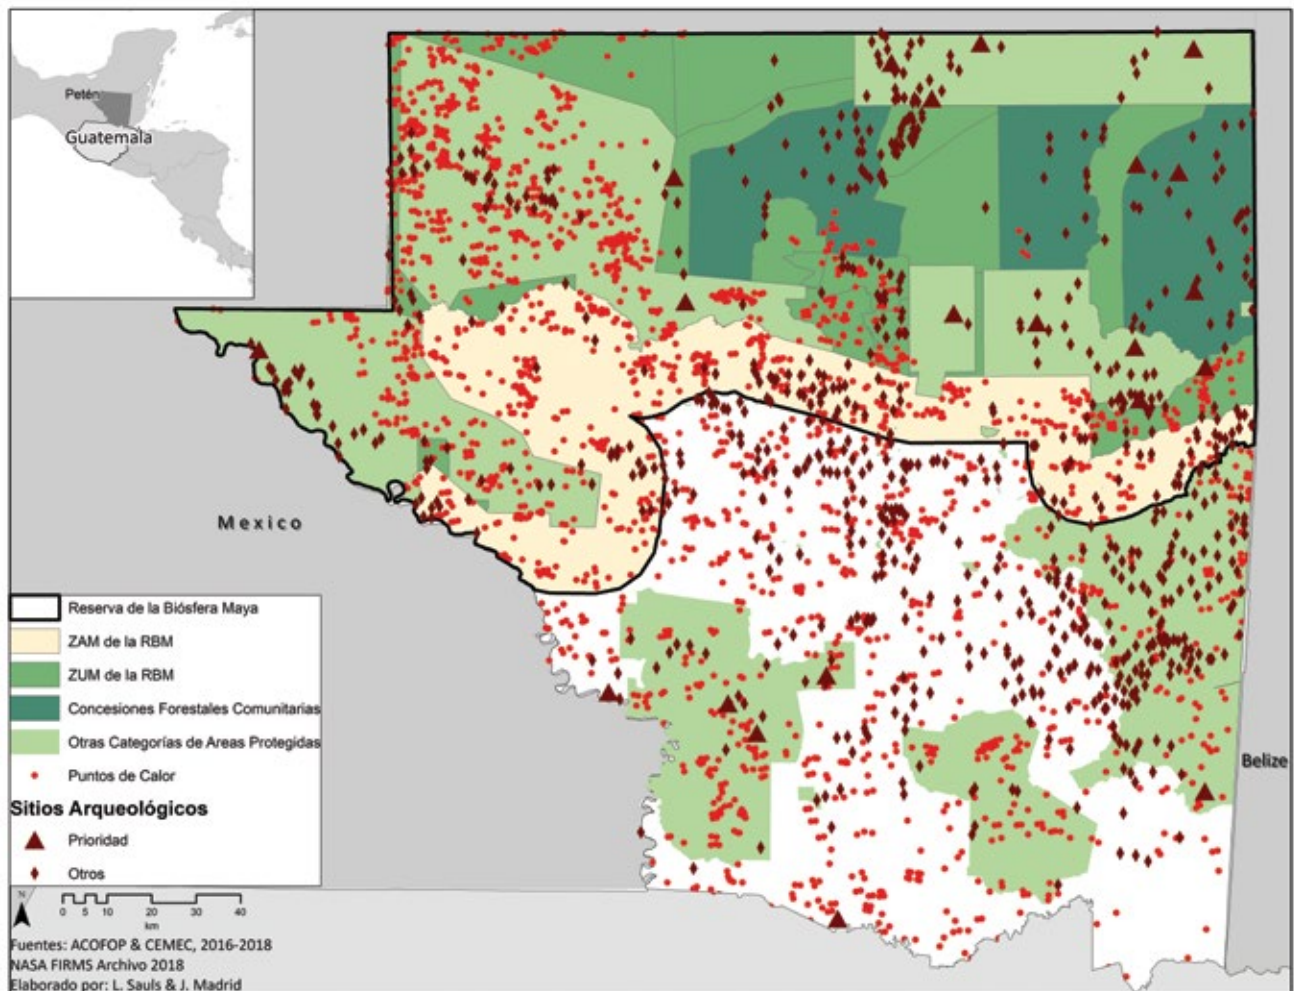 Petén
Guatemala
Mexico
Belize
Reserva de la Biósfera Maya
ZAM de la RBM
ZUM de la RBM
Concesiones Forestales Comunitarias
Otras Categorías de Areas Protegidas
Puntos de Calor
Sitios Arqueológicos
Prioridad
Otros
N
0 5 10 20 30 40
km
Fuentes: ACOFOP & CEMEC, 2016-2018
NASA FIRMS Archivo 2018
Elaborado por: L. Sauls & J. Madrid